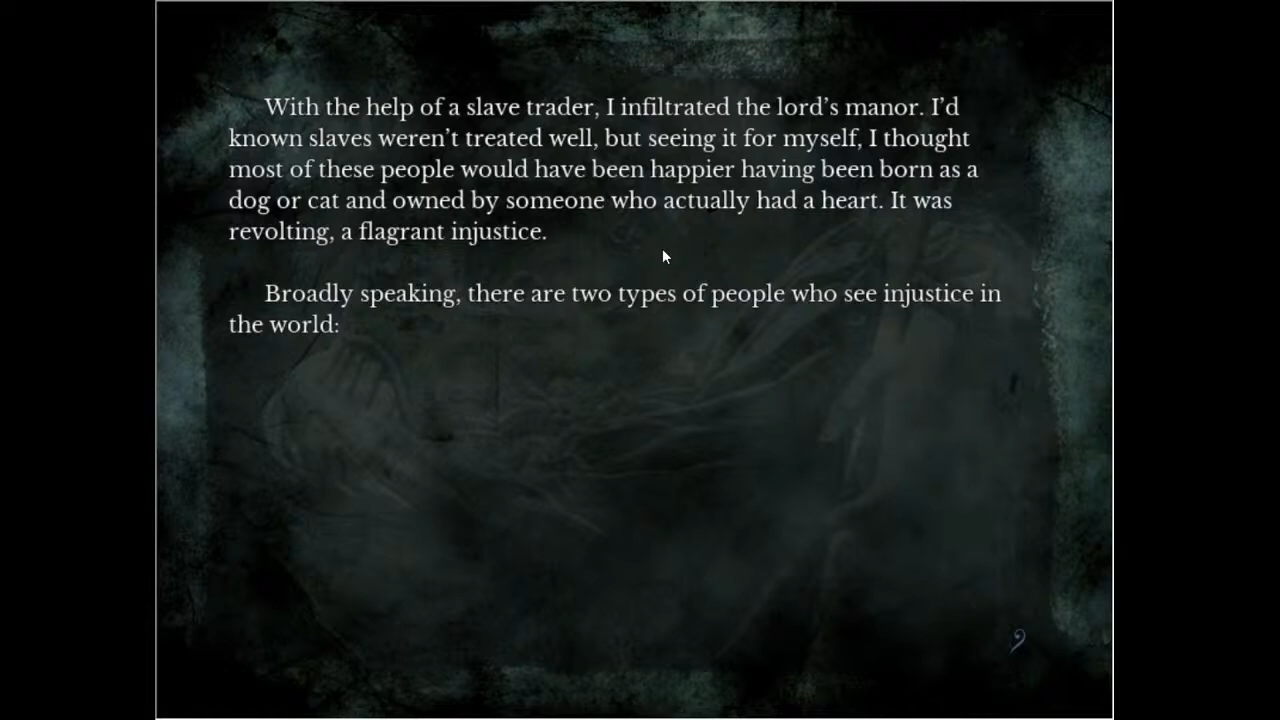 With the help of a slave trader, I infiltrated the lord’s manor. I’d
known slaves weren’t treated well, but seeing it for myself, I thought
most of these people would have been happier having been born as a
dog or cat and owned by someone who actually had a heart. It was
revolting, a flagrant injustice.
Broadly speaking, there are two types of people who see injustice in
the world: